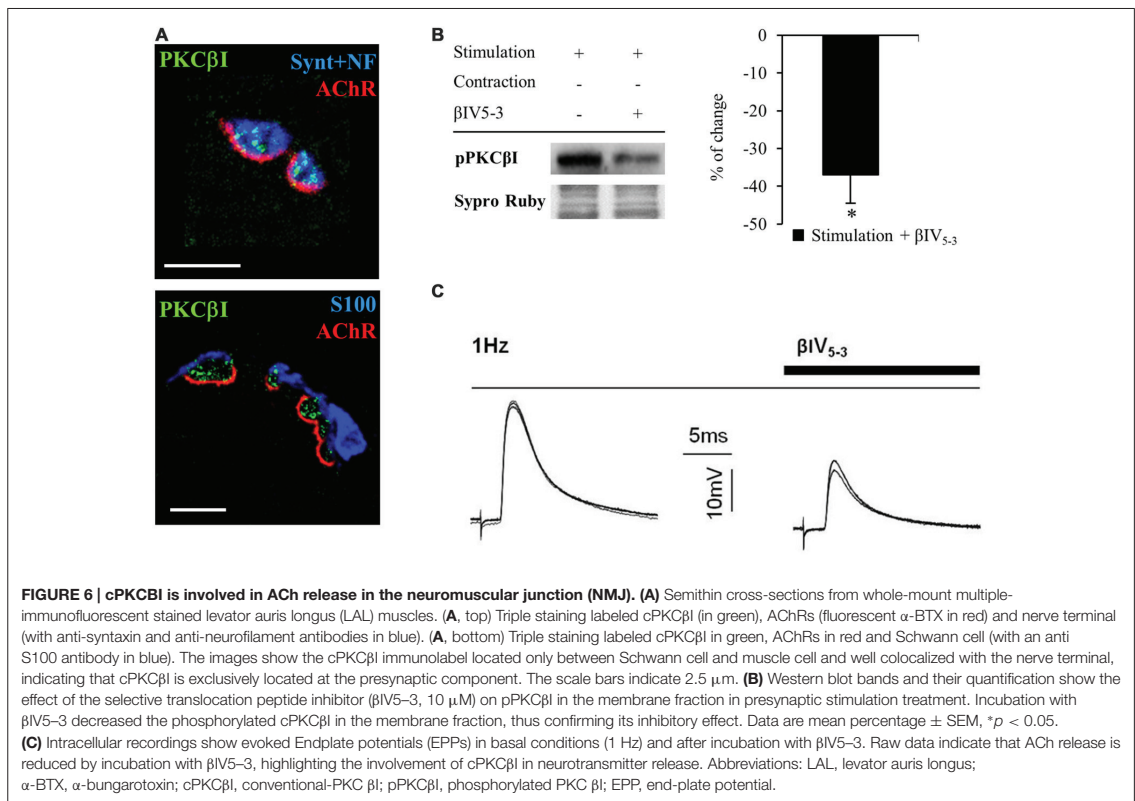 A
PKCβI Synt+NF
AChR
PKCβI S100
AChR
B
Stimulation + +
Contraction - -
βIV5-3 - +
pPKCβI
Sypro Ruby
0
-10
-20
-30
-40
-50
% of change
*
Stimulation + βIV5-3
C
1Hz
βIV5-3
5ms
10mV
FIGURE 6 | cPKCBI is involved in ACh release in the neuromuscular junction (NMJ). (A) Semithin cross-sections from whole-mount multiple-
immunofluorescent stained levator auris longus (LAL) muscles. (A, top) Triple staining labeled cPKCβI (in green), AChRs (fluorescent α-BTX in red) and nerve terminal
(with anti-syntaxin and anti-neurofilament antibodies in blue). (A, bottom) Triple staining labeled cPKCβI in green, AChRs in red and Schwann cell (with an anti
S100 antibody in blue). The images show the cPKCβI immunolabel located only between Schwann cell and muscle cell and well colocalized with the nerve terminal,
indicating that cPKCβI is exclusively located at the presynaptic component. The scale bars indicate 2.5 μm. (B) Western blot bands and their quantification show the
effect of the selective translocation peptide inhibitor (βIV5–3, 10 μM) on pPKCβI in the membrane fraction in presynaptic stimulation treatment. Incubation with
βIV5–3 decreased the phosphorylated cPKCβI in the membrane fraction, thus confirming its inhibitory effect. Data are mean percentage ± SEM, *p < 0.05.
(C) Intracellular recordings show evoked Endplate potentials (EPPs) in basal conditions (1 Hz) and after incubation with βIV5–3. Raw data indicate that ACh release is
reduced by incubation with βIV5–3, highlighting the involvement of cPKCβI in neurotransmitter release. Abbreviations: LAL, levator auris longus;
α-BTX, α-bungarotoxin; cPKCβI, conventional-PKC βI; pPKCβI, phosphorylated PKC βI; EPP, end-plate potential.